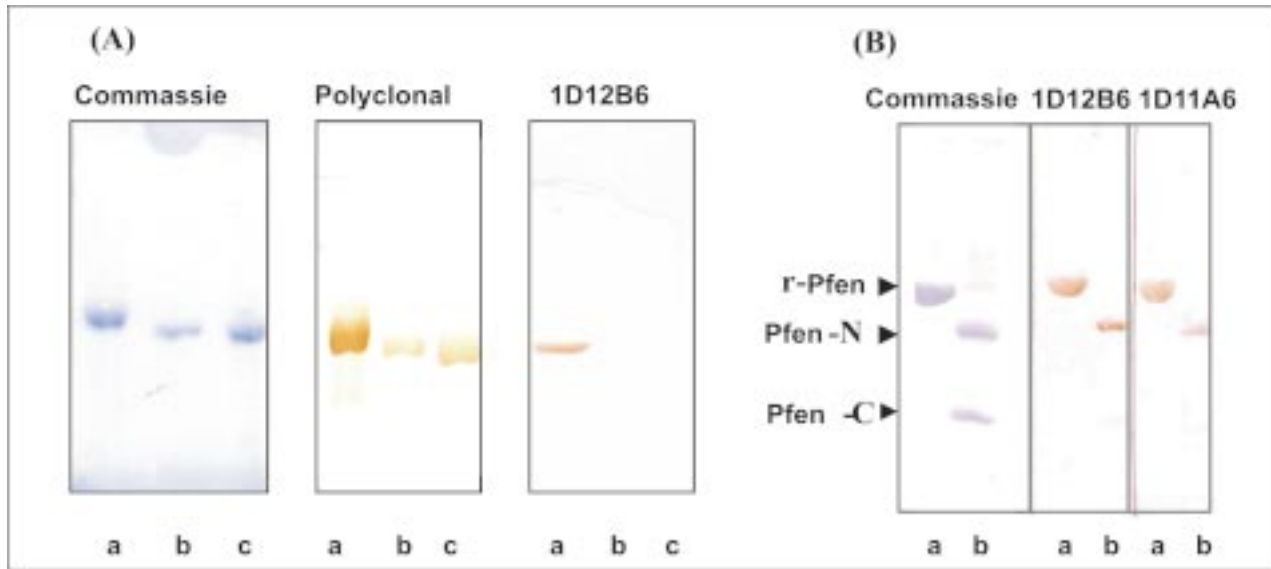 (A)
(B)
Commassie Polyclonal 1D12B6
Commassie 1D12B6 1D11A6
r-Pfen
Pfen -N
Pfen -C
a b c a b c a b c
a b a b a b